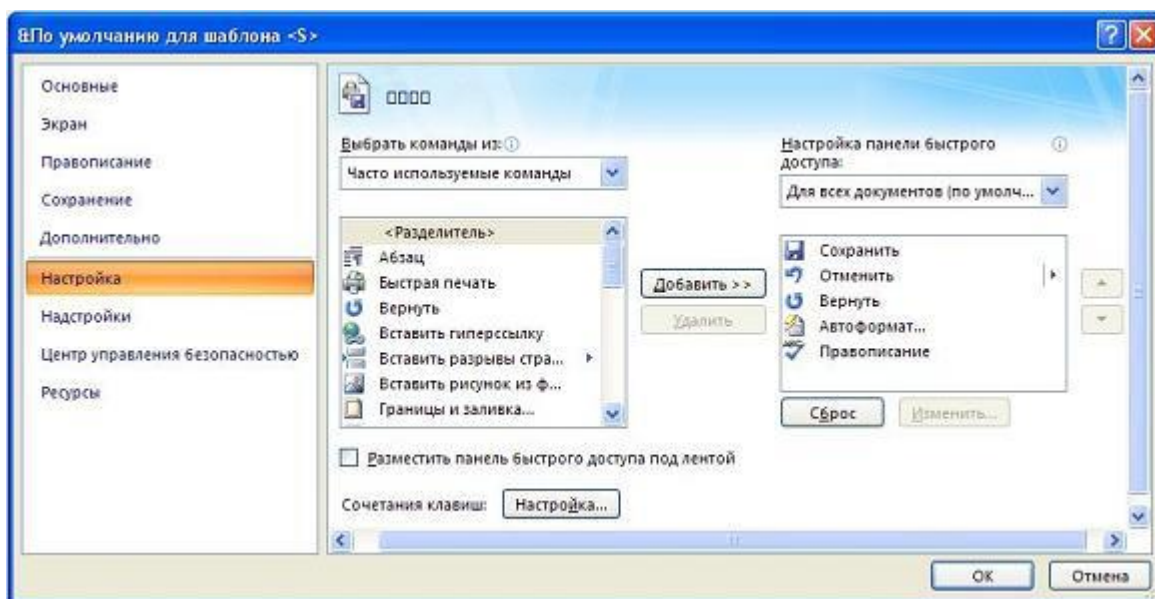 &По умолчанию для шаблона <S>
Основные
Экран
Правописание
Сохранение
Дополнительно
Настройка
Надстройки
Центр управления безопасностью
Ресурсы
Выбрать команды из:
Часто используемые команды
<Разделитель>
Абзац
Быстрая печать
Вернуть
Вставить гиперссылку
Вставить разрывы стра...
Вставить рисунок из ф...
Границы и заливка...
Добавить >>
Удалить
Настройка панели быстрого
доступа:
Для всех документов (по умолч...
Сохранить
Отменить
Вернуть
Автоформат...
Правописание
Сброс
Изменить...
Разместить панель быстрого доступа под лентой
Сочетания клавиш:
Настройка...
ОК
Отмена